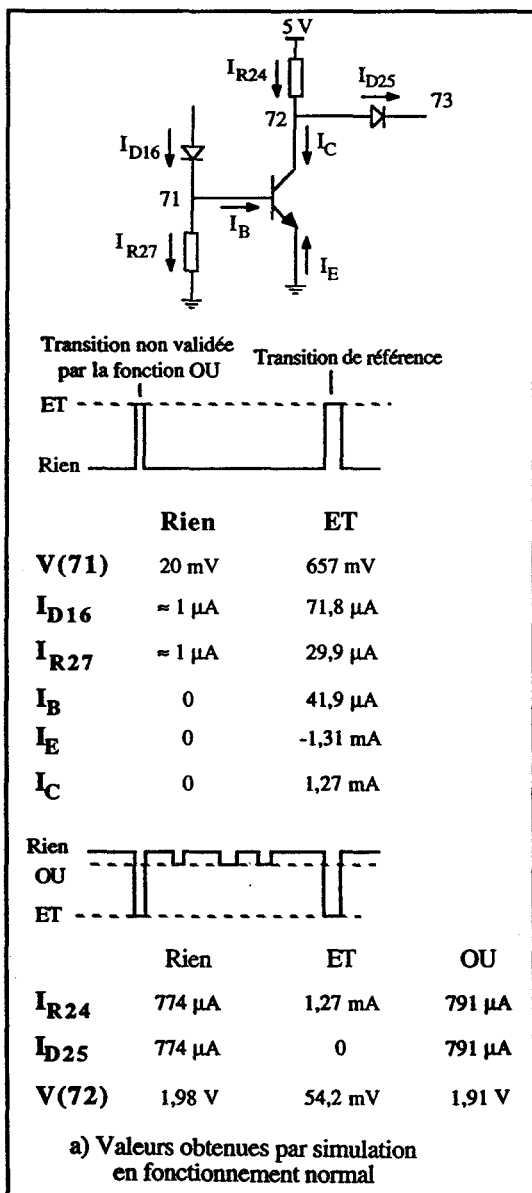 5 V
I_R24
I_D25
73
72
I_D16
I_C
71
I_B
I_R27
I_E
Transition non validée
par la fonction OU
Transition de référence
ET
Rien
Rien ET
V(71) 20 mV 657 mV
I_D16 ≈ 1 µA 71,8 µA
I_R27 ≈ 1 µA 29,9 µA
I_B 0 41,9 µA
I_E 0 -1,31 mA
I_C 0 1,27 mA
Rien
OU
ET
Rien ET OU
I_R24 774 µA 1,27 mA 791 µA
I_D25 774 µA 0 791 µA
V(72) 1,98 V 54,2 mV 1,91 V
a) Valeurs obtenues par simulation
en fonctionnement normal